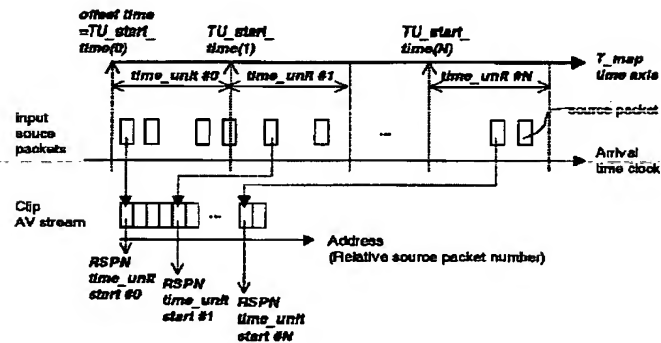 offset time
=TU_start_
time(0)
TU_start_
time(1)
TU_start_
time(N)
T_map
time axis
time_unit #0
time_unit #1
time_unit #N
source packet
input
souce
packets
...
Arrival
time clock
Clip
AV stream
...
Address
(Relative source packet number)
RSPN
time_unit
start #0
RSPN
time_unit
start #1
RSPN
time_unit
start #N